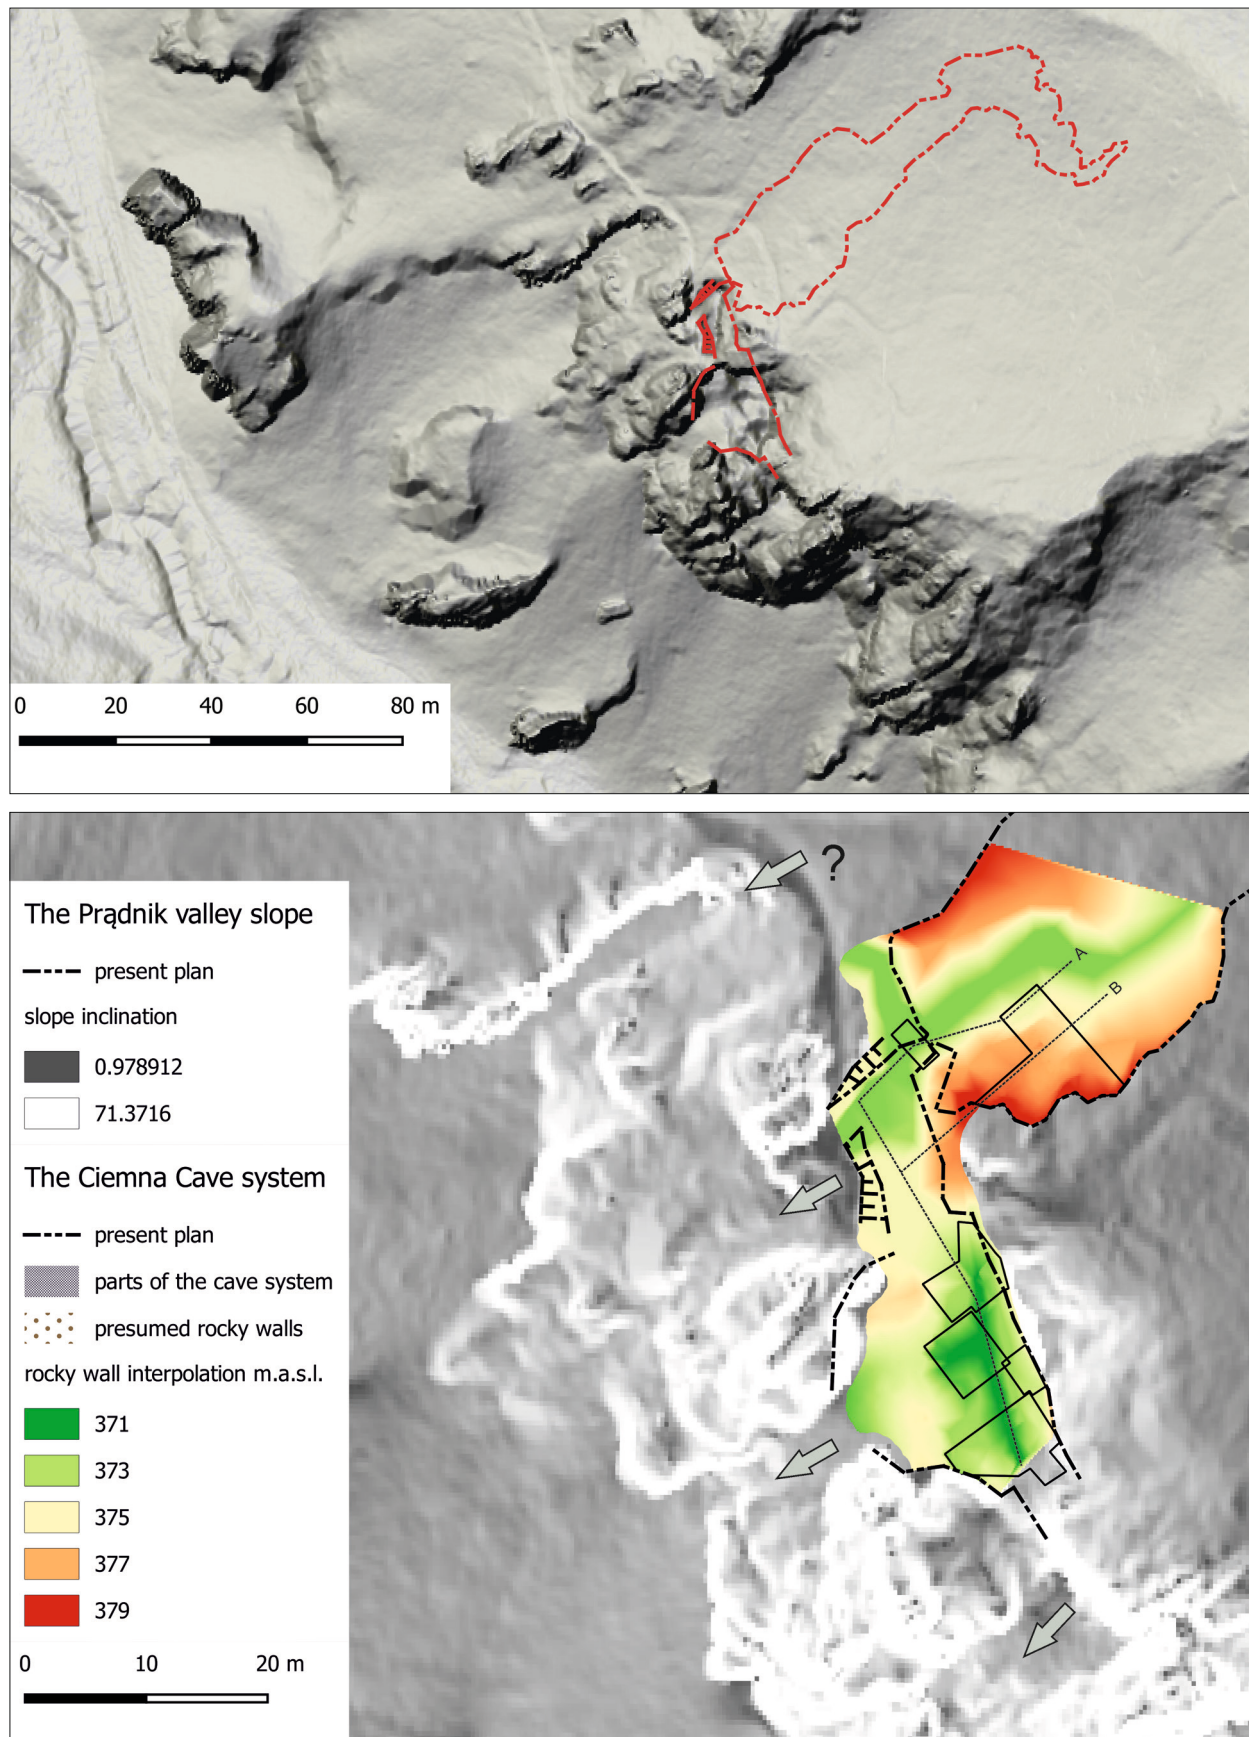 0 20 40 60 80 m
?
The Prądnik valley slope
present plan
slope inclination
0.978912
71.3716
The Ciemna Cave system
present plan
parts of the cave system
presumed rocky walls
rocky wall interpolation m.a.s.l.
371
373
375
377
379
0 10 20 m
A
B